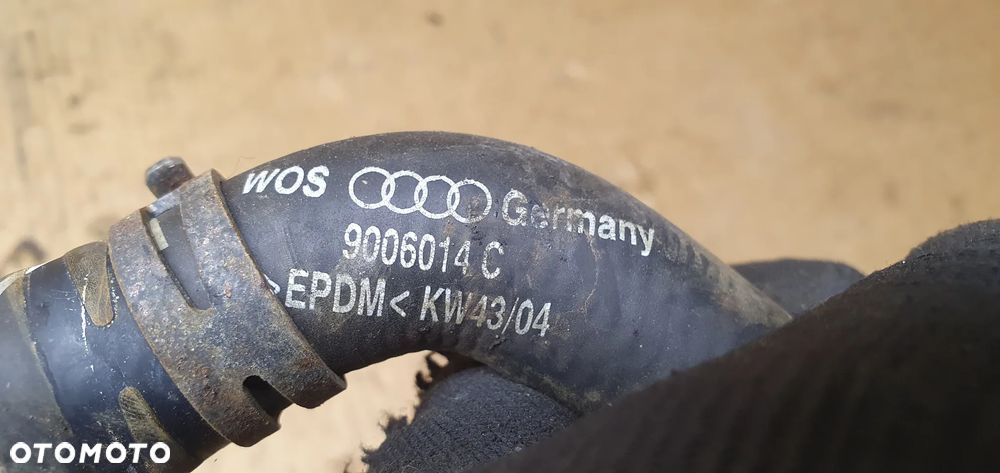 WOS Germany
9006014 C
>EPDM< KW43/04
OTOMOTO